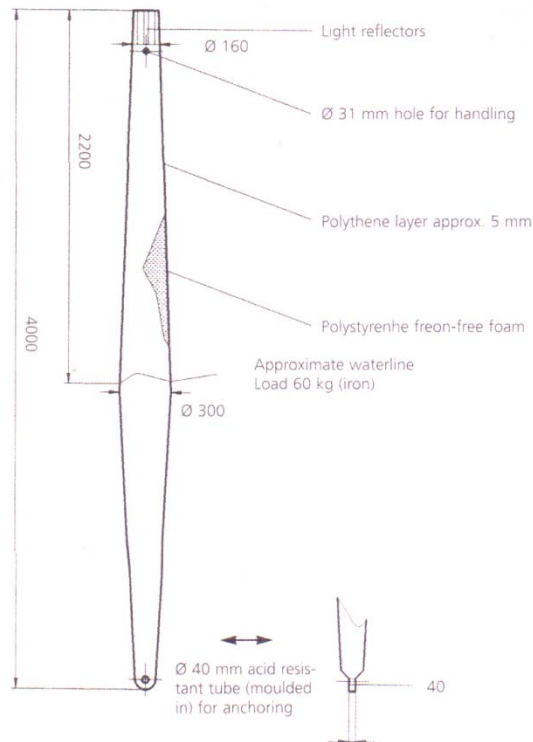 Light reflectors
Ø 160
Ø 31 mm hole for handling
2200
Polythene layer approx. 5 mm
4000
Polystyrenhe freon-free foam
Approximate waterline
Load 60 kg (iron)
Ø 300
Ø 40 mm acid resis-
tant tube (moulded
in) for anchoring
40